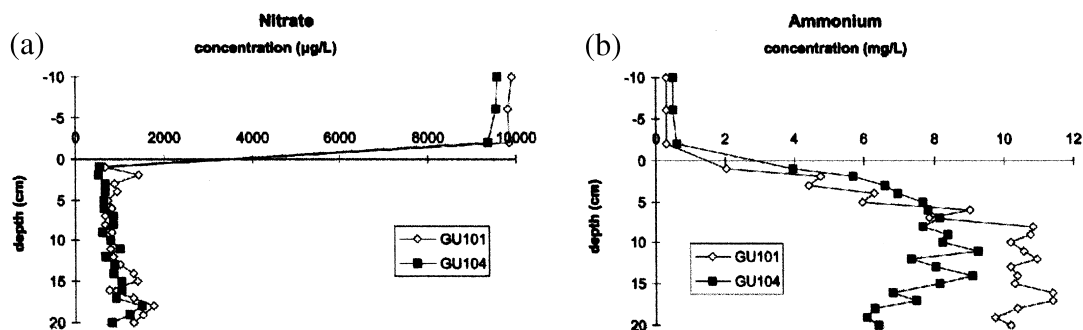 (a)
Nitrate
concentration (µg/L)
-10
-5
0 2000 4000 6000 8000 10000
0
5
10
15
20
depth (cm)
GU101
GU104
(b)
Ammonium
concentration (mg/L)
-10
-5
0 2 4 6 8 10 12
0
5
10
15
20
depth (cm)
GU101
GU104